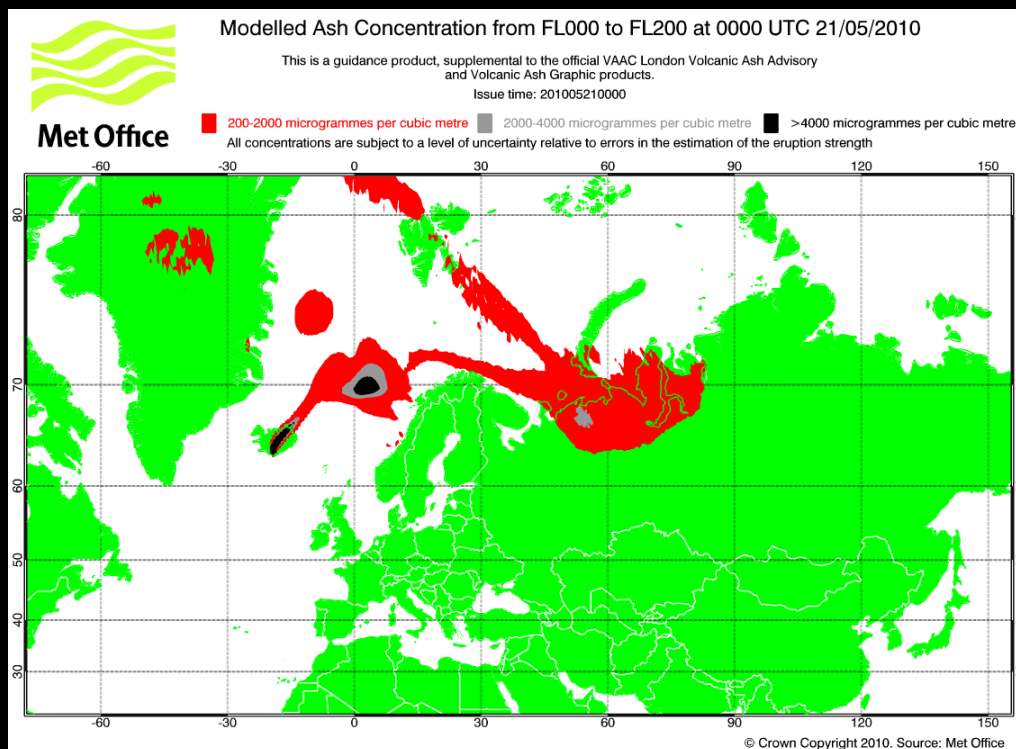 Modelled Ash Concentration from FL000 to FL200 at 0000 UTC 21/05/2010
This is a guidance product, supplemental to the official VAAC London Volcanic Ash Advisory
and Volcanic Ash Graphic products.
Issue time: 201005210000
Met Office
200-2000 microgrammes per cubic metre 2000-4000 microgrammes per cubic metre >4000 microgrammes per cubic metre
All concentrations are subject to a level of uncertainty relative to errors in the estimation of the eruption strength
-60 -30 0 30 60 90 120 150
80
70
60
50
40
30
-60 -30 0 30 60 90 120 150
© Crown Copyright 2010. Source: Met Office